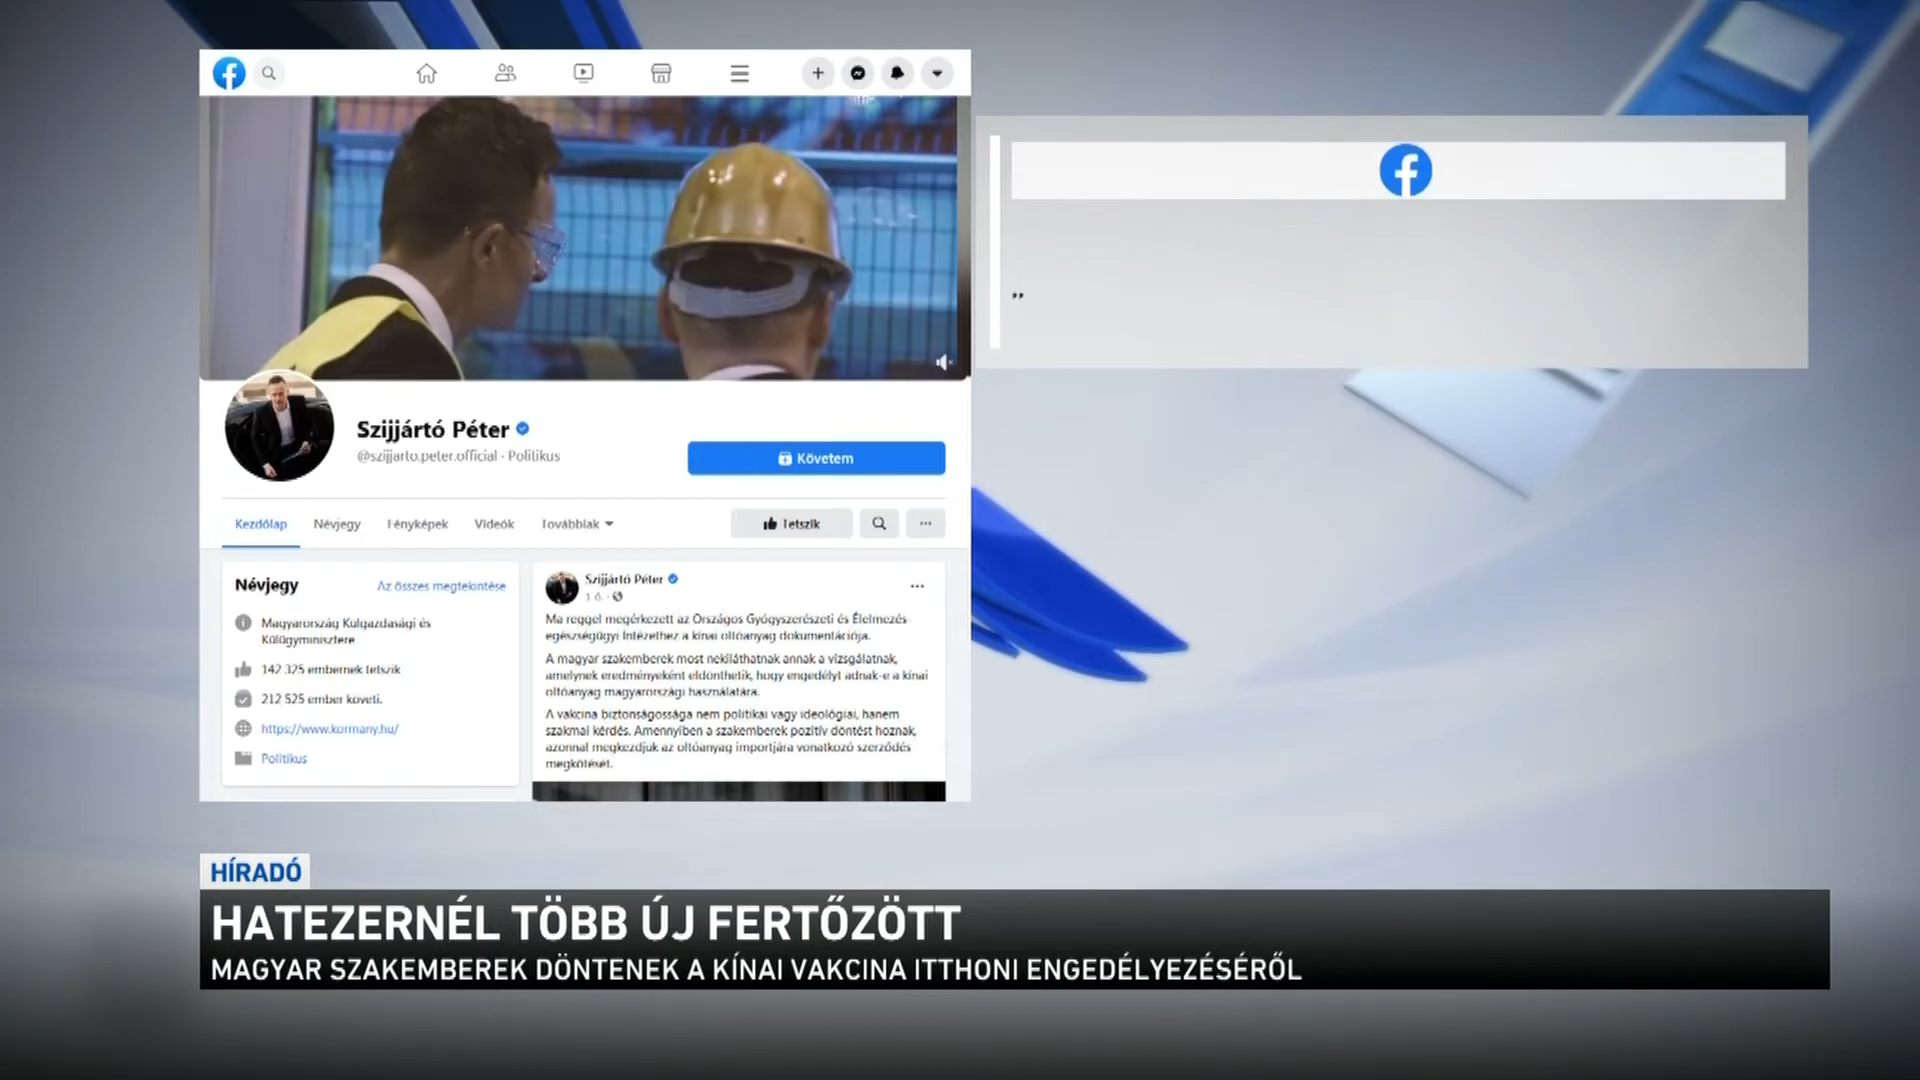 Szijjártó Péter
@szijjarto.peter.official · Politikus
Követem
Kezdőlap Névjegy Fényképek Videók Továbbiak
Tetszik
Névjegy Az összes megtekintése
Magyarország Külgazdasági és
Külügyminisztere
142 325 embernek tetszik
212 525 ember követi.
https://www.kormany.hu/
Politikus
Szijjártó Péter
1 ó. ·
Ma reggel megérkezett az Országos Gyógyszerészeti és Élelmezés-
egészségügyi Intézethez a kínai oltóanyag dokumentációja.
A magyar szakemberek most nekiláthatnak annak a vizsgálatnak,
amelynek eredményeként eldönthetik, hogy engedélyt adnak-e a kínai
oltóanyag magyarországi használatára.
A vakcina biztonságossága nem politikai vagy ideológiai, hanem
szakmai kérdés. Amennyiben a szakemberek pozitív döntést hoznak,
azonnal megkezdjük az oltóanyag importjára vonatkozó szerződés
megkötését.
”
HÍRADÓ
HATEZERNÉL TÖBB ÚJ FERTŐZÖTT
MAGYAR SZAKEMBEREK DÖNTENEK A KÍNAI VAKCINA ITTHONI ENGEDÉLYEZÉSÉRŐL